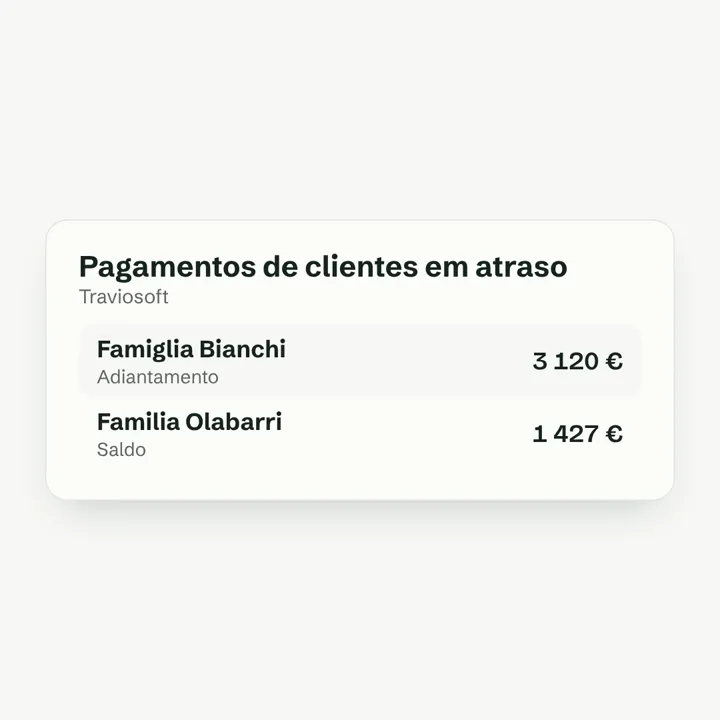 Pagamentos de clientes em atraso
Traviosoft
Famiglia Bianchi
Adiantamento
3 120 €
Familia Olabarri
Saldo
1 427 €